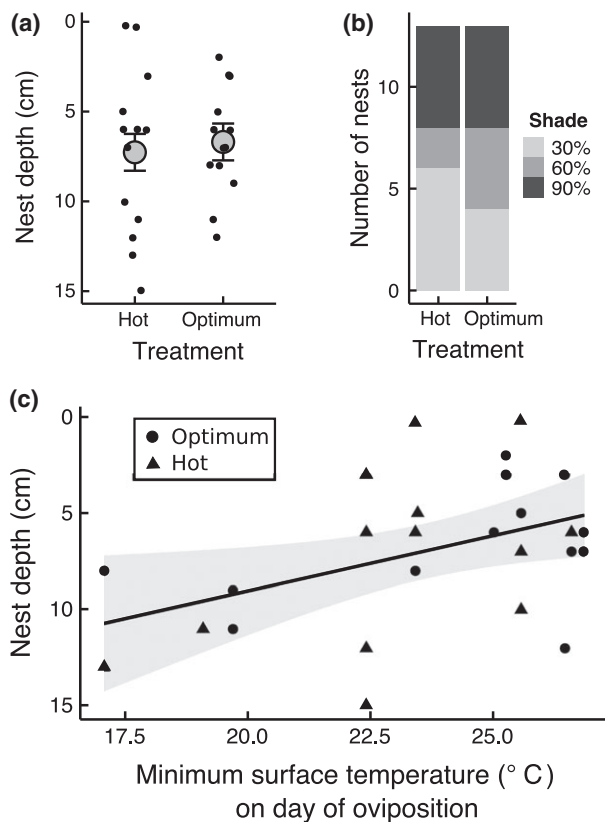 (a)
0
5
10
15
Nest depth (cm)
Hot
Optimum
Treatment
(b)
10
5
0
Number of nests
Hot
Optimum
Treatment
Shade
30%
60%
90%
(c)
0
5
10
15
Nest depth (cm)
Optimum
Hot
17.5
20.0
22.5
25.0
Minimum surface temperature (° C)
on day of oviposition